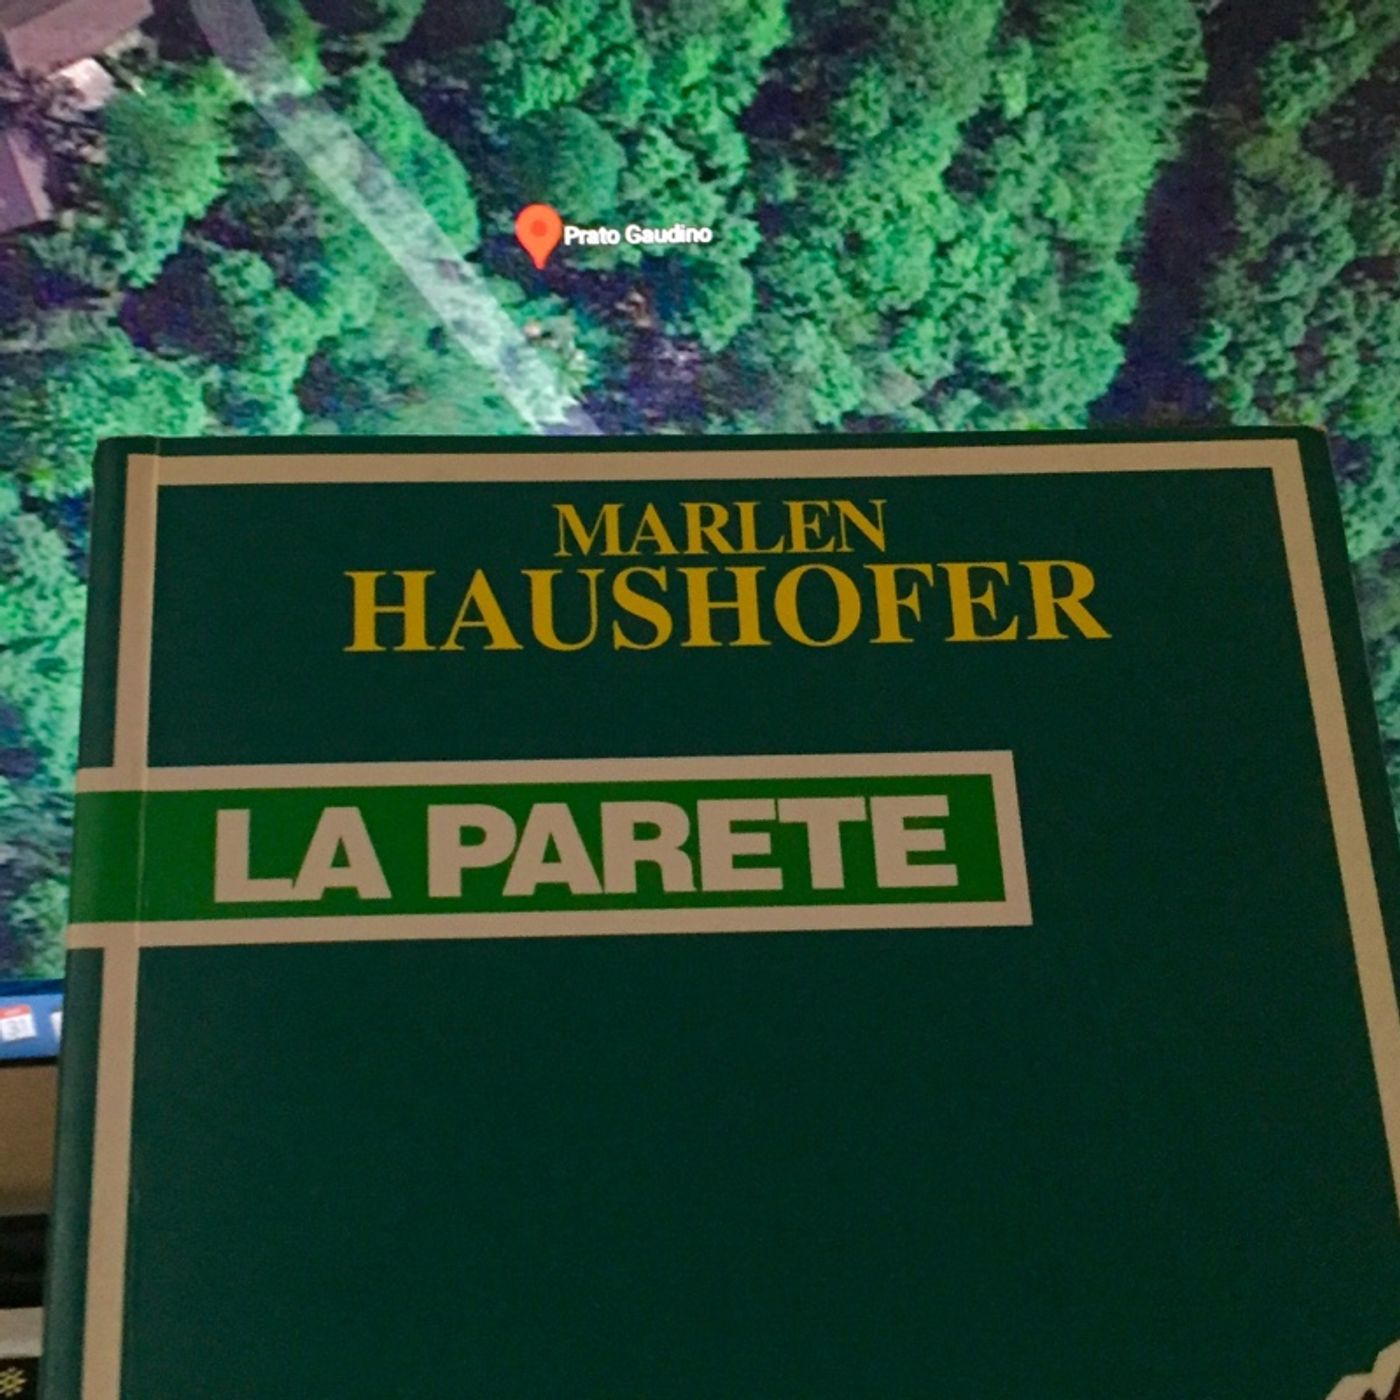 Prato Gaudino
MARLEN
HAUSHOFER
LA PARETE